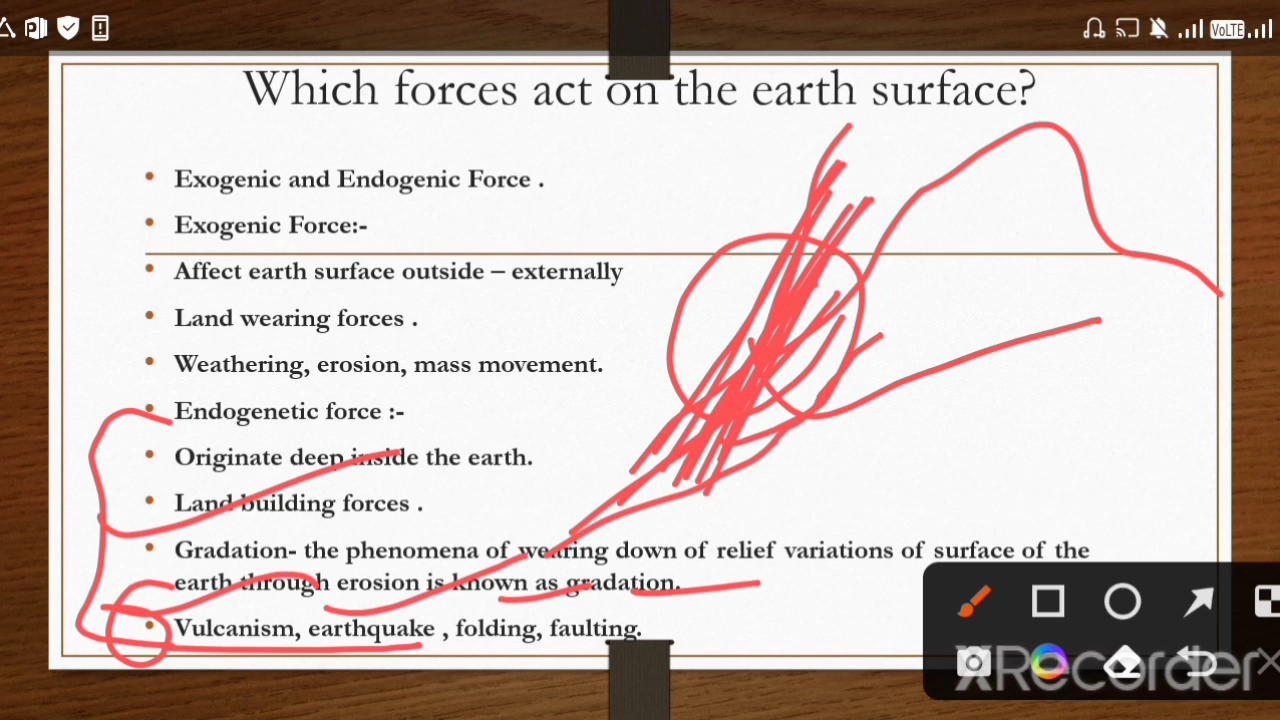 VoLTE
Which forces act on the earth surface?
• Exogenic and Endogenic Force .
• Exogenic Force:-
• Affect earth surface outside – externally
• Land wearing forces .
• Weathering, erosion, mass movement.
• Endogenetic force :-
• Originate deep inside the earth.
• Land building forces .
• Gradation- the phenomena of wearing down of relief variations of surface of the
earth through erosion is known as gradation.
• Vulcanism, earthquake , folding, faulting.
XRecorder